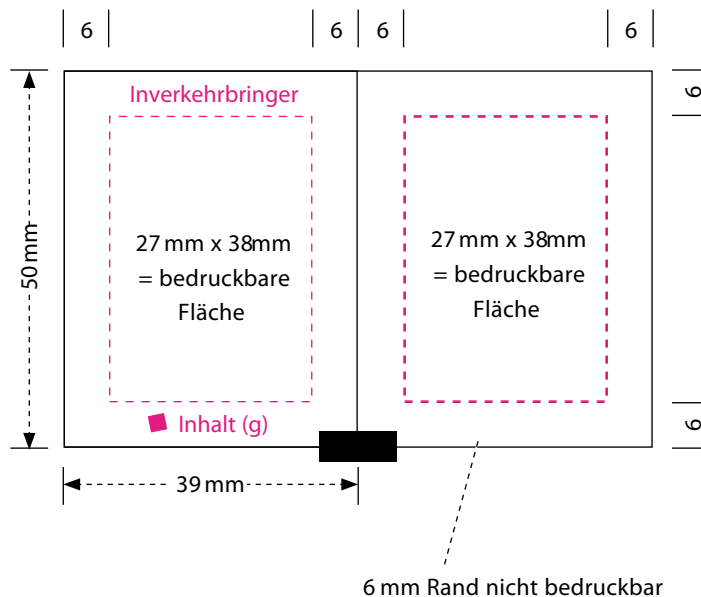 6 6 6 6
Inverkehrbringer
6
27 mm x 38mm
= bedruckbare
Fläche
27 mm x 38mm
= bedruckbare
Fläche
50 mm
Inhalt (g)
6
39 mm
6 mm Rand nicht bedruckbar